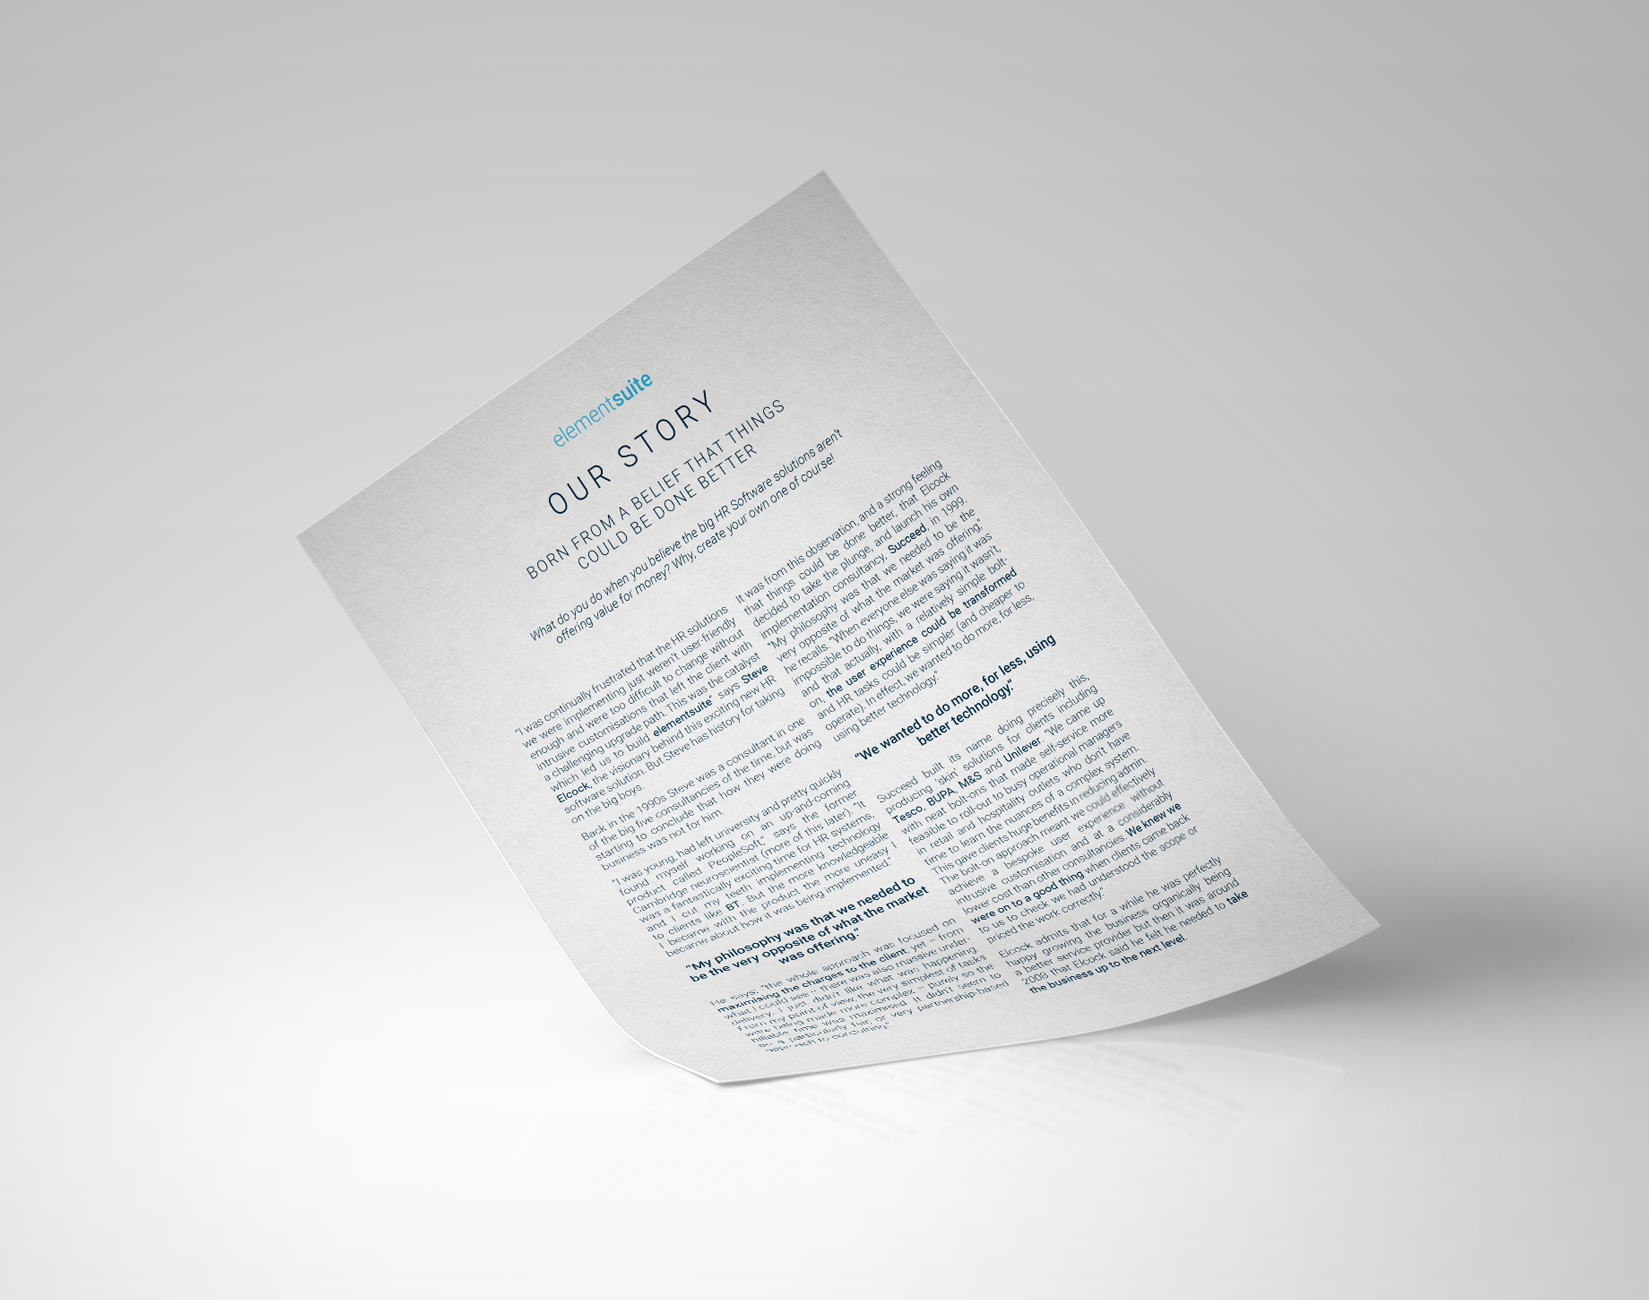 elementsuite
OUR STORY
BORN FROM A BELIEF THAT THINGS
COULD BE DONE BETTER
What do you do when you believe the big HR Software solutions aren't
offering value for money? Why, create your own one of course!
"I was continually frustrated that the HR solutions
we were implementing just weren't user-friendly
enough and were too difficult to change without
intrusive customisations that left the client with
a challenging upgrade path. This was the catalyst
which led us to build elementsuite" says Steve
Elcock, the visionary behind this exciting new HR
software solution. But Steve has history for taking
on the big boys.
Back in the 1990s Steve was a consultant in one
of the big five consultancies of the time, but was
starting to conclude that how they were doing
business was not for him.
"I was young, had left university and pretty quickly
found myself working on an up-and-coming
product called PeopleSoft," says the former
Cambridge neuroscientist (more of this later). "It
was a fantastically exciting time for HR systems,
and I cut my teeth implementing technology
to clients like BT. But the more knowledgeable
I became with the product the more uneasy I
became about how it was being implemented."
"My philosophy was that we needed to
be the very opposite of what the market
was offering."
He says: "the whole approach was focused on
maximising the charges to the client, yet – from
what I could see – there was also massive under-
delivery. I just didn't like what was happening.
From my point of view, the very simplest of tasks
were being made more complex – purely so the
billable time was maximised. It didn't seem to
be a particularly fair, or very partnership-based
approach to consulting"
It was from this observation, and a strong feeling
that things could be done better, that Elcock
decided to take the plunge, and launch his own
implementation consultancy, Succeed, in 1999.
"My philosophy was that we needed to be the
very opposite of what the market was offering,"
he recalls. "When everyone else was saying it was
impossible to do things, we were saying it wasn't,
and that actually, with a relatively simple bolt-
on, the user experience could be transformed
and HR tasks could be simpler (and cheaper to
operate). In effect, we wanted to do more, for less,
using better technology."
"We wanted to do more, for less, using
better technology."
Succeed built its name doing precisely this,
producing 'skin' solutions for clients including
Tesco, BUPA, M&S and Unilever. "We came up
with neat bolt-ons that made self-service more
feasible to roll-out to busy operational managers
in retail and hospitality outlets who don't have
time to learn the nuances of a complex system.
This gave clients huge benefits in reducing admin.
The bolt-on approach meant we could effectively
achieve a bespoke user experience without
intrusive customisation and at a considerably
lower cost than other consultancies. We knew we
were on to a good thing when clients came back
to us to check we had understood the scope or
priced the work correctly."
Elcock admits that for a while he was perfectly
happy growing the business organically being
a better service provider but then it was around
2008 that Elcock said he felt he needed to take
the business up to the next level.